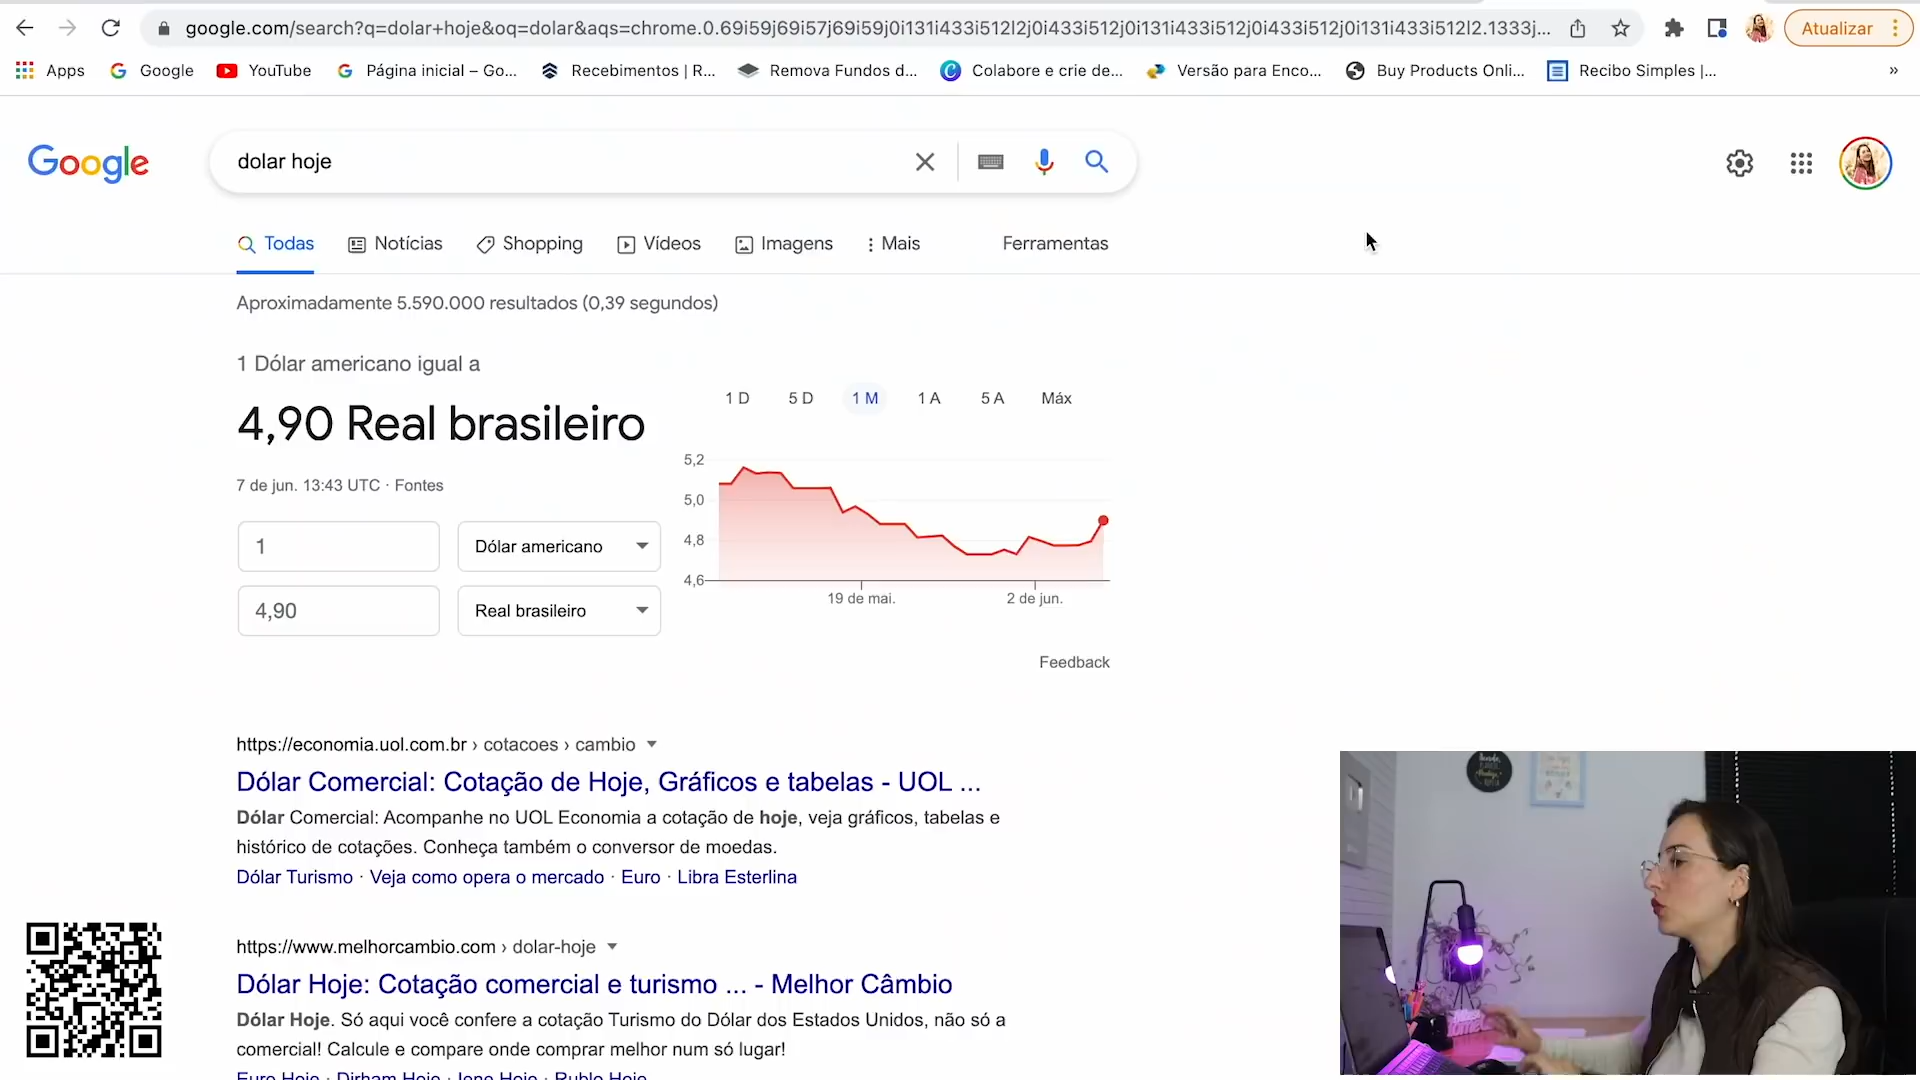 google.com/search?q=dolar+hoje&oq=dolar&aqs=chrome.0.69i59j69i57j69i59j0i131i433i512l2j0i433i512j0i131i433i512j0i433i512j0i131i433i512l2.1333j...
Atualizar
Apps
Google
YouTube
Página inicial – Go...
Recebimentos | R...
Remova Fundos d...
Colabore e crie de...
Versão para Enco...
Buy Products Onli...
Recibo Simples |...
»
Google
dolar hoje
Todas
Notícias
Shopping
Vídeos
Imagens
Mais
Ferramentas
Aproximadamente 5.590.000 resultados (0,39 segundos)
1 Dólar americano igual a
4,90 Real brasileiro
7 de jun. 13:43 UTC · Fontes
1
Dólar americano
4,90
Real brasileiro
1 D
5 D
1 M
1 A
5 A
Máx
5,2
5,0
4,8
4,6
19 de mai.
2 de jun.
Feedback
https://economia.uol.com.br › cotacoes › cambio
Dólar Comercial: Cotação de Hoje, Gráficos e tabelas - UOL ...
Dólar Comercial: Acompanhe no UOL Economia a cotação de hoje, veja gráficos, tabelas e
histórico de cotações. Conheça também o conversor de moedas.
Dólar Turismo · Veja como opera o mercado · Euro · Libra Esterlina
https://www.melhorcambio.com › dolar-hoje
Dólar Hoje: Cotação comercial e turismo ... - Melhor Câmbio
Dólar Hoje. Só aqui você confere a cotação Turismo do Dólar dos Estados Unidos, não só a
comercial! Calcule e compare onde comprar melhor num só lugar!
Euro Hoje · Dirham Hoje · Iene Hoje · Rublo Hoje